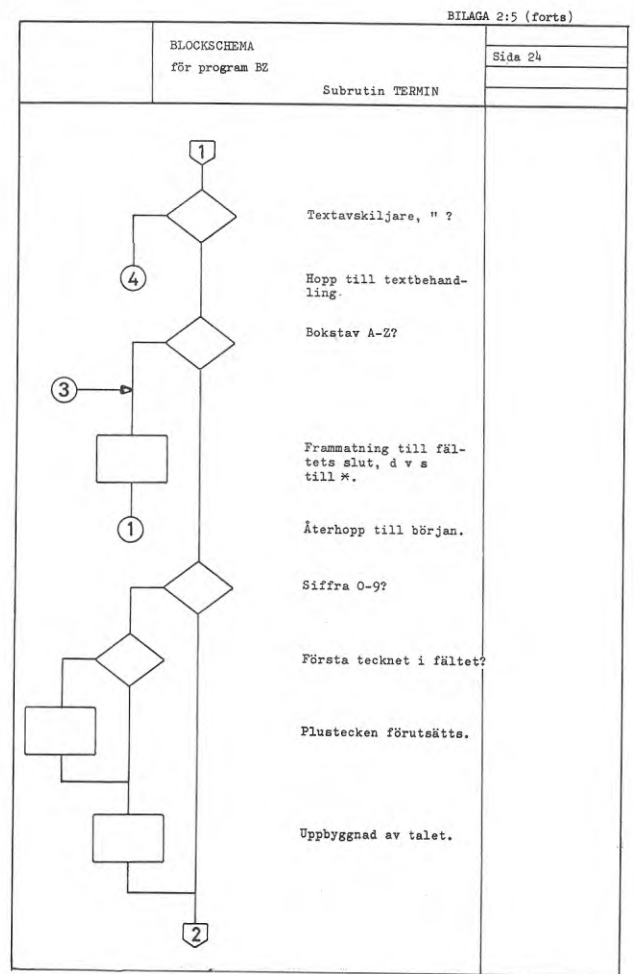 BILAGA 2:5 (forts)
BLOCKSCHEMA
för program BZ
Sida 24
Subrutin TERMIN
1
Textavskiljare, " ?
4
Hopp till textbehand-
ling.
Bokstav A-Z?
3
Frammatning till fäl-
tets slut, d v s
till *.
1
Återhopp till början.
Siffra 0-9?
Första tecknet i fältet?
Plustecken förutsätts.
Uppbyggnad av talet.
2